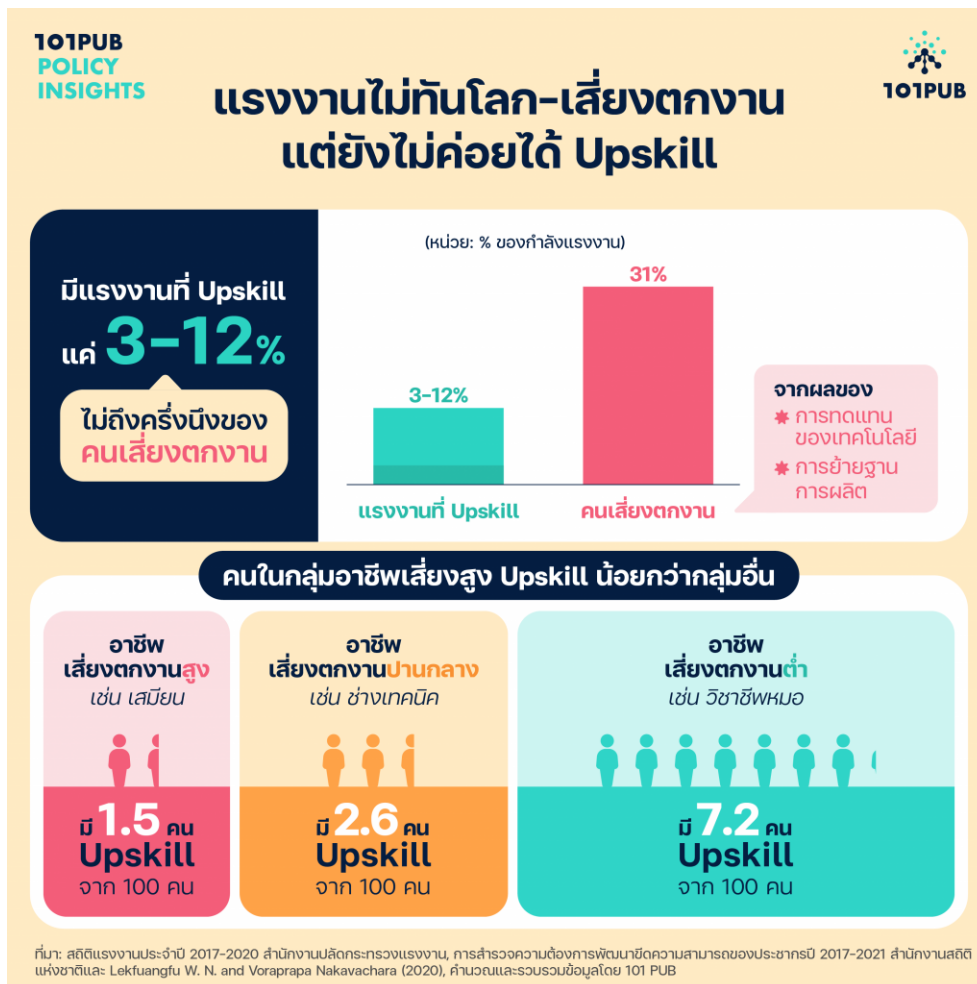 101PUB
POLICY
INSIGHTS
101PUB
แรงงานไม่ทันโลก-เสี่ยงตกงาน
แต่ยังไม่ค่อยได้ Upskill
มีแรงงานที่ Upskill
แค่ 3-12%
ไม่ถึงครึ่งนึงของ
คนเสี่ยงตกงาน
(หน่วย: % ของกำลังแรงงาน)
31%
3-12%
แรงงานที่ Upskill
คนเสี่ยงตกงาน
จากผลของ
การทดแทน
ของเทคโนโลยี
การย้ายฐาน
การผลิต
คนในกลุ่มอาชีพเสี่ยงสูง Upskill น้อยกว่ากลุ่มอื่น
อาชีพ
เสี่ยงตกงานสูง
เช่น เสมียน
มี 1.5 คน
Upskill
จาก 100 คน
อาชีพ
เสี่ยงตกงานปานกลาง
เช่น ช่างเทคนิค
มี 2.6 คน
Upskill
จาก 100 คน
อาชีพ
เสี่ยงตกงานต่ำ
เช่น วิชาชีพหมอ
มี 7.2 คน
Upskill
จาก 100 คน
ที่มา: สถิติแรงงานประจำปี 2017-2020 สำนักงานปลัดกระทรวงแรงงาน, การสำรวจความต้องการพัฒนาขีดความสามารถของประชากรปี 2017-2021 สำนักงานสถิติ
แห่งชาติและ Lekfuangfu W. N. and Voraprapa Nakavachara (2020), คำนวณและรวบรวมข้อมูลโดย 101 PUB